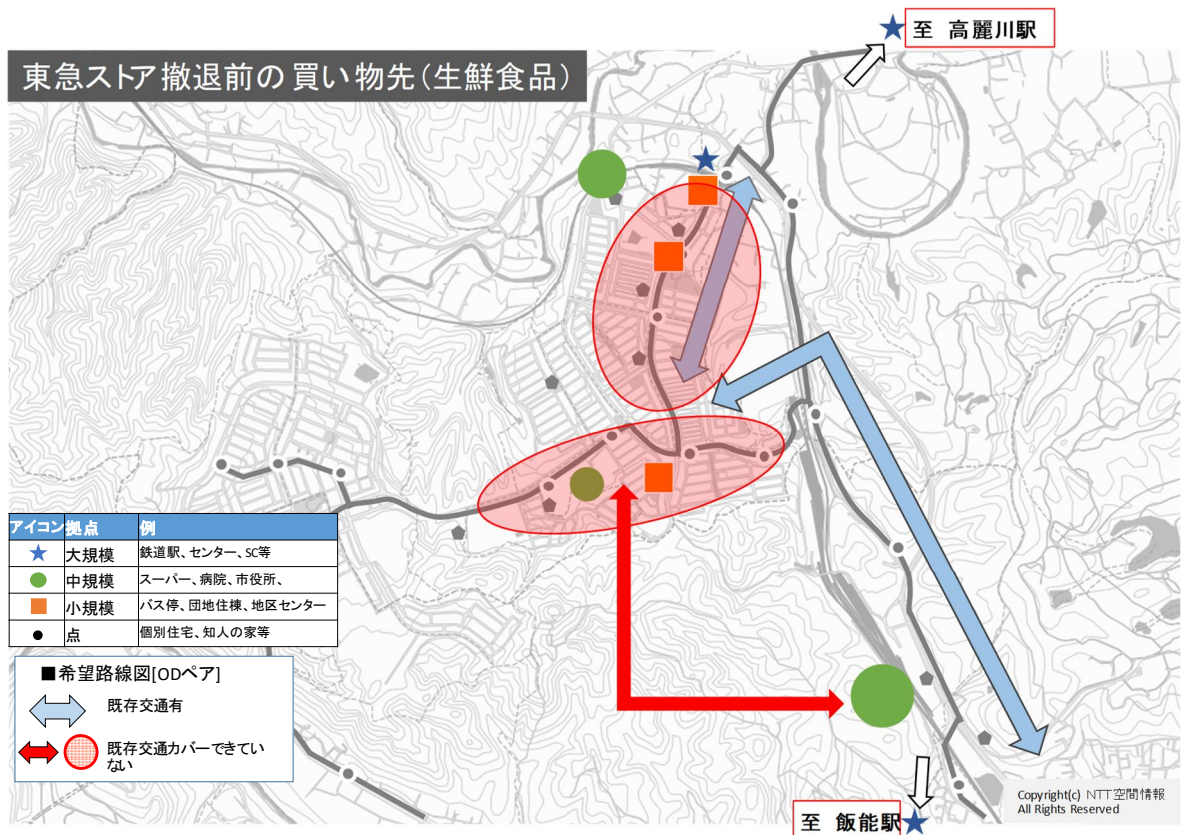 至 高麗川駅
東急ストア撤退前の買い物先(生鮮食品)
アイコン 拠点 例
大規模 鉄道駅、センター、SC等
中規模 スーパー、病院、市役所、
小規模 バス停、団地住棟、地区センター
点 個別住宅、知人の家等
■希望路線図[ODペア]
既存交通有
既存交通カバーできてい
ない
Copyright(c) NTT空間情報
All Rights Reserved
至 飯能駅